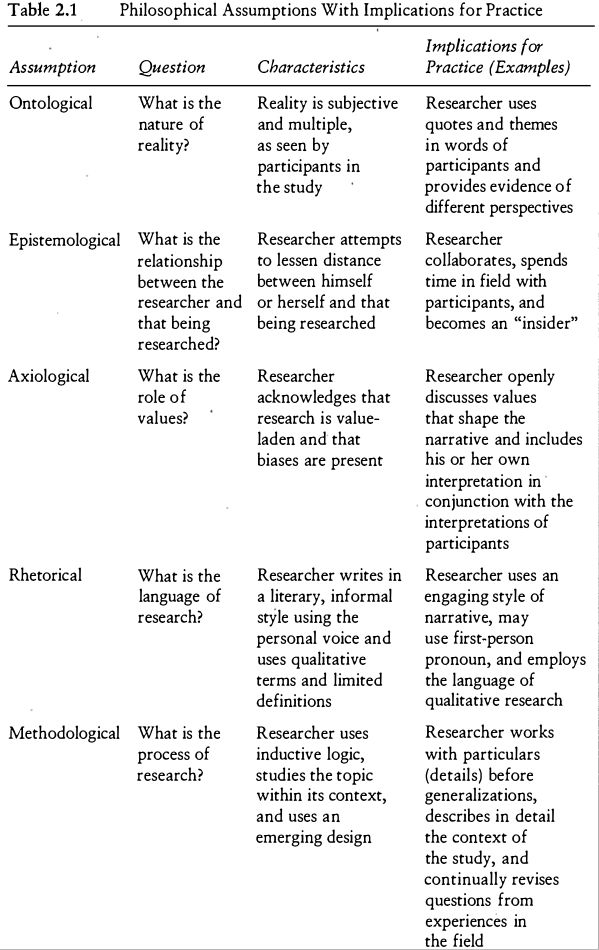 Table 2.1 Philosophical Assumptions With Implications for Practice
Implications for
Assumption Question Characteristics Practice (Examples)
Ontological What is the Reality is subjective Researcher uses
nature of and multiple, quotes and themes
reality? as seen by in words of
participants in participants and
the study provides evidence of
different perspectives
Epistemological What is the Researcher attempts Researcher
relationship to lessen distance collaborates, spends
between the between himself time in field with
researcher and or herself and that participants, and
that being being researched becomes an “insider”
researched?
Axiological What is the Researcher Researcher openly
role of acknowledges that discusses values
values? research is value- that shape the
laden and that narrative and includes
biases are present his or her own
interpretation in
conjunction with the
interpretations of
participants
Rhetorical What is the Researcher writes in Researcher uses an
language of a literary, informal engaging style of
research? style using the narrative, may
personal voice and use first-person
uses qualitative pronoun, and employs
terms and limited the language of
definitions qualitative research
Methodological What is the Researcher uses Researcher works
process of inductive logic, with particulars
research? studies the topic (details) before
within its context, generalizations,
and uses an describes in detail
emerging design the context of
the study, and
continually revises
questions from
experiences in
the field